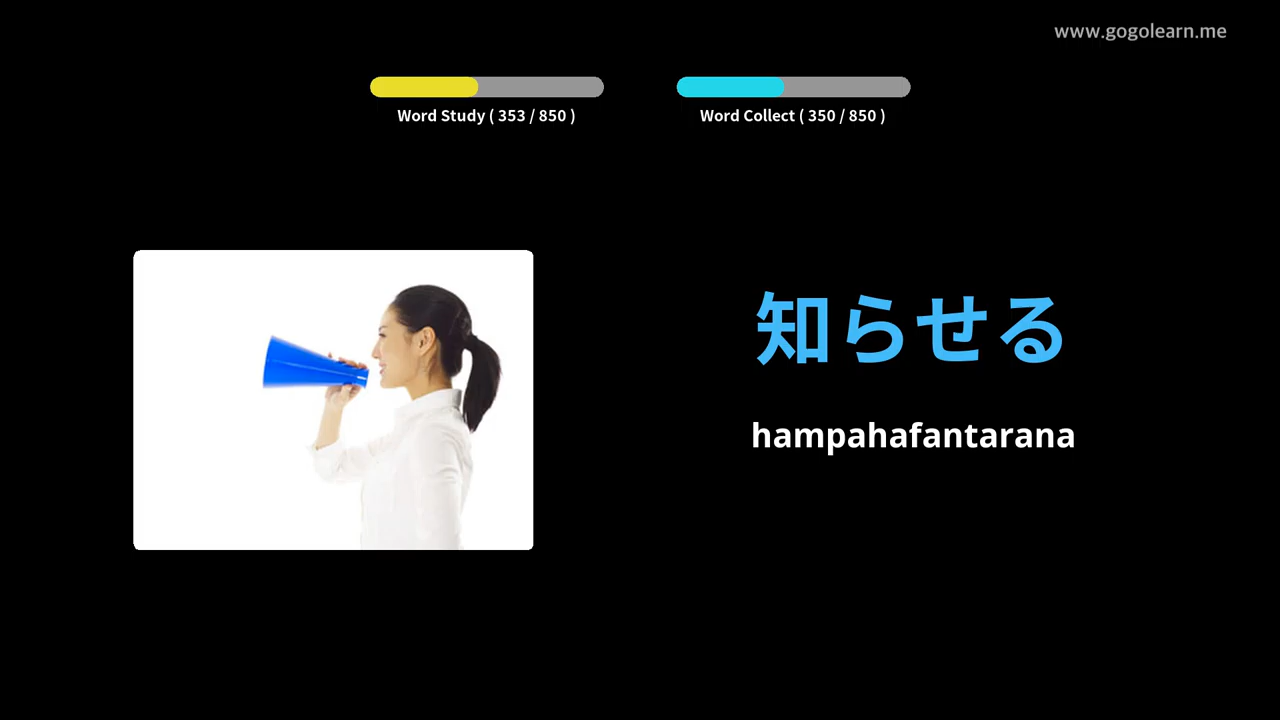 www.gogolearn.me
Word Study ( 353 / 850 )
Word Collect ( 350 / 850 )
知らせる
hampahafantarana